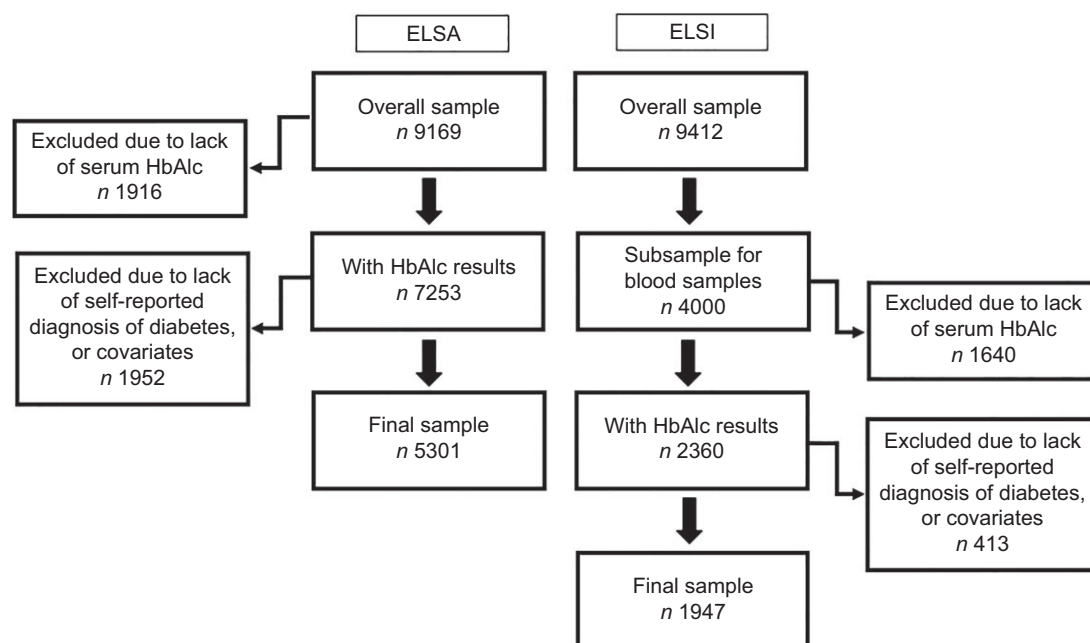 ELSA
Overall sample
n 9169
Excluded due to lack
of serum HbAlc
n 1916
With HbAlc results
n 7253
Excluded due to lack
of self-reported
diagnosis of diabetes,
or covariates
n 1952
Final sample
n 5301
ELSI
Overall sample
n 9412
Subsample for
blood samples
n 4000
Excluded due to lack
of serum HbAlc
n 1640
With HbAlc results
n 2360
Excluded due to lack
of self-reported
diagnosis of diabetes,
or covariates
n 413
Final sample
n 1947